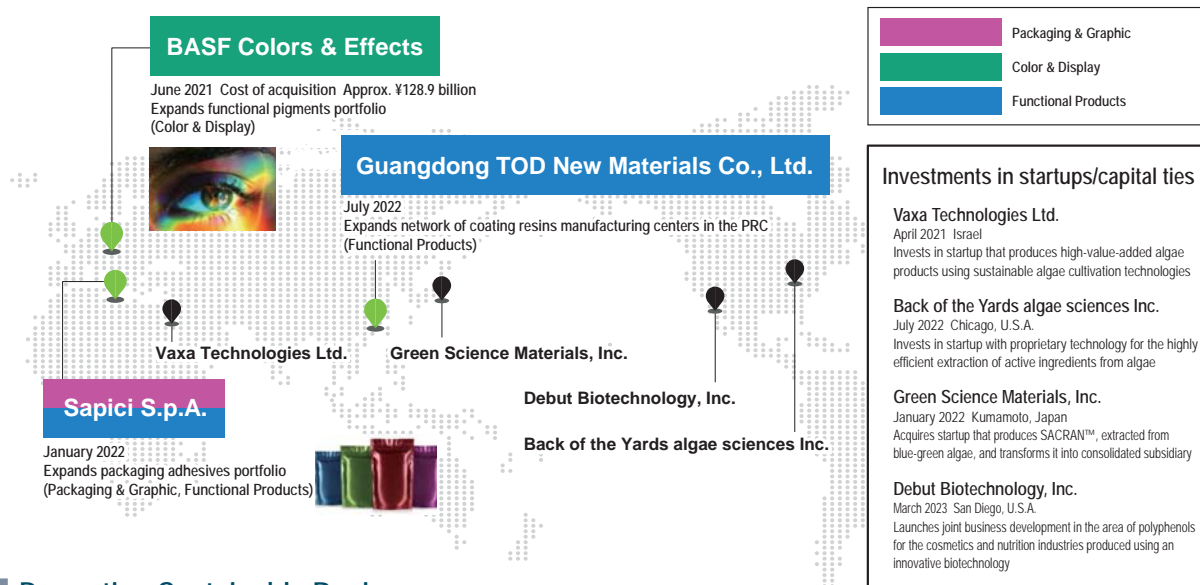 BASF Colors & Effects
June 2021 Cost of acquisition Approx. ¥128.9 billion
Expands functional pigments portfolio
(Color & Display)
Guangdong TOD New Materials Co., Ltd.
July 2022
Expands network of coating resins manufacturing centers in the PRC
(Functional Products)
Vaxa Technologies Ltd.
Green Science Materials, Inc.
Debut Biotechnology, Inc.
Back of the Yards algae sciences Inc.
Sapici S.p.A.
January 2022
Expands packaging adhesives portfolio
(Packaging & Graphic, Functional Products)
Packaging & Graphic
Color & Display
Functional Products
Investments in startups/capital ties
Vaxa Technologies Ltd.
April 2021 Israel
Invests in startup that produces high-value-added algae
products using sustainable algae cultivation technologies
Back of the Yards algae sciences Inc.
July 2022 Chicago, U.S.A.
Invests in startup with proprietary technology for the highly
efficient extraction of active ingredients from algae
Green Science Materials, Inc.
January 2022 Kumamoto, Japan
Acquires startup that produces SACRAN™, extracted from
blue-green algae, and transforms it into consolidated subsidiary
Debut Biotechnology, Inc.
March 2023 San Diego, U.S.A.
Launches joint business development in the area of polyphenols
for the cosmetics and nutrition industries produced using an
innovative biotechnology